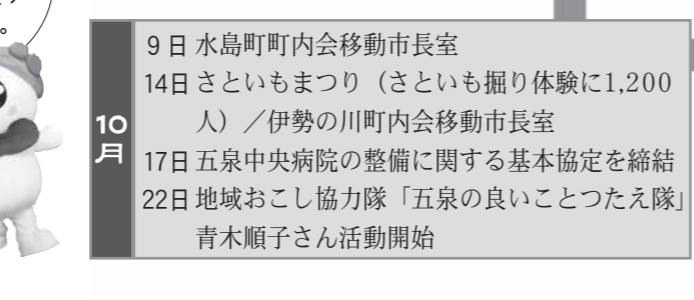 。
10月
9日 水島町町内会移動市長室
14日 さといもまつり（さといも掘り体験に1,200
人）／伊勢の川町内会移動市長室
17日 五泉中央病院の整備に関する基本協定を締結
22日 地域おこし協力隊「五泉の良いことつたえ隊」
青木順子さん活動開始